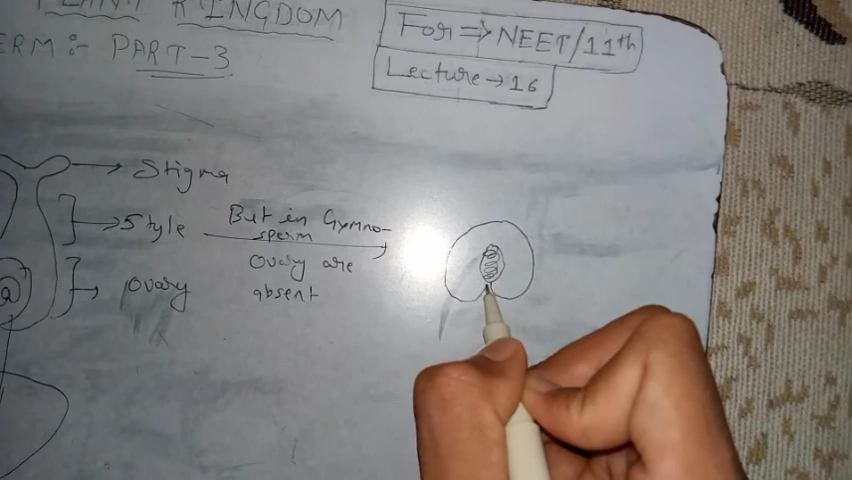 PLANT KINGDOM
ERM :- PART-3
For => NEET/11th
Lecture → 16
Stigma
Style
But in Gymno-
sperm
Ovary are
absent
Ovary